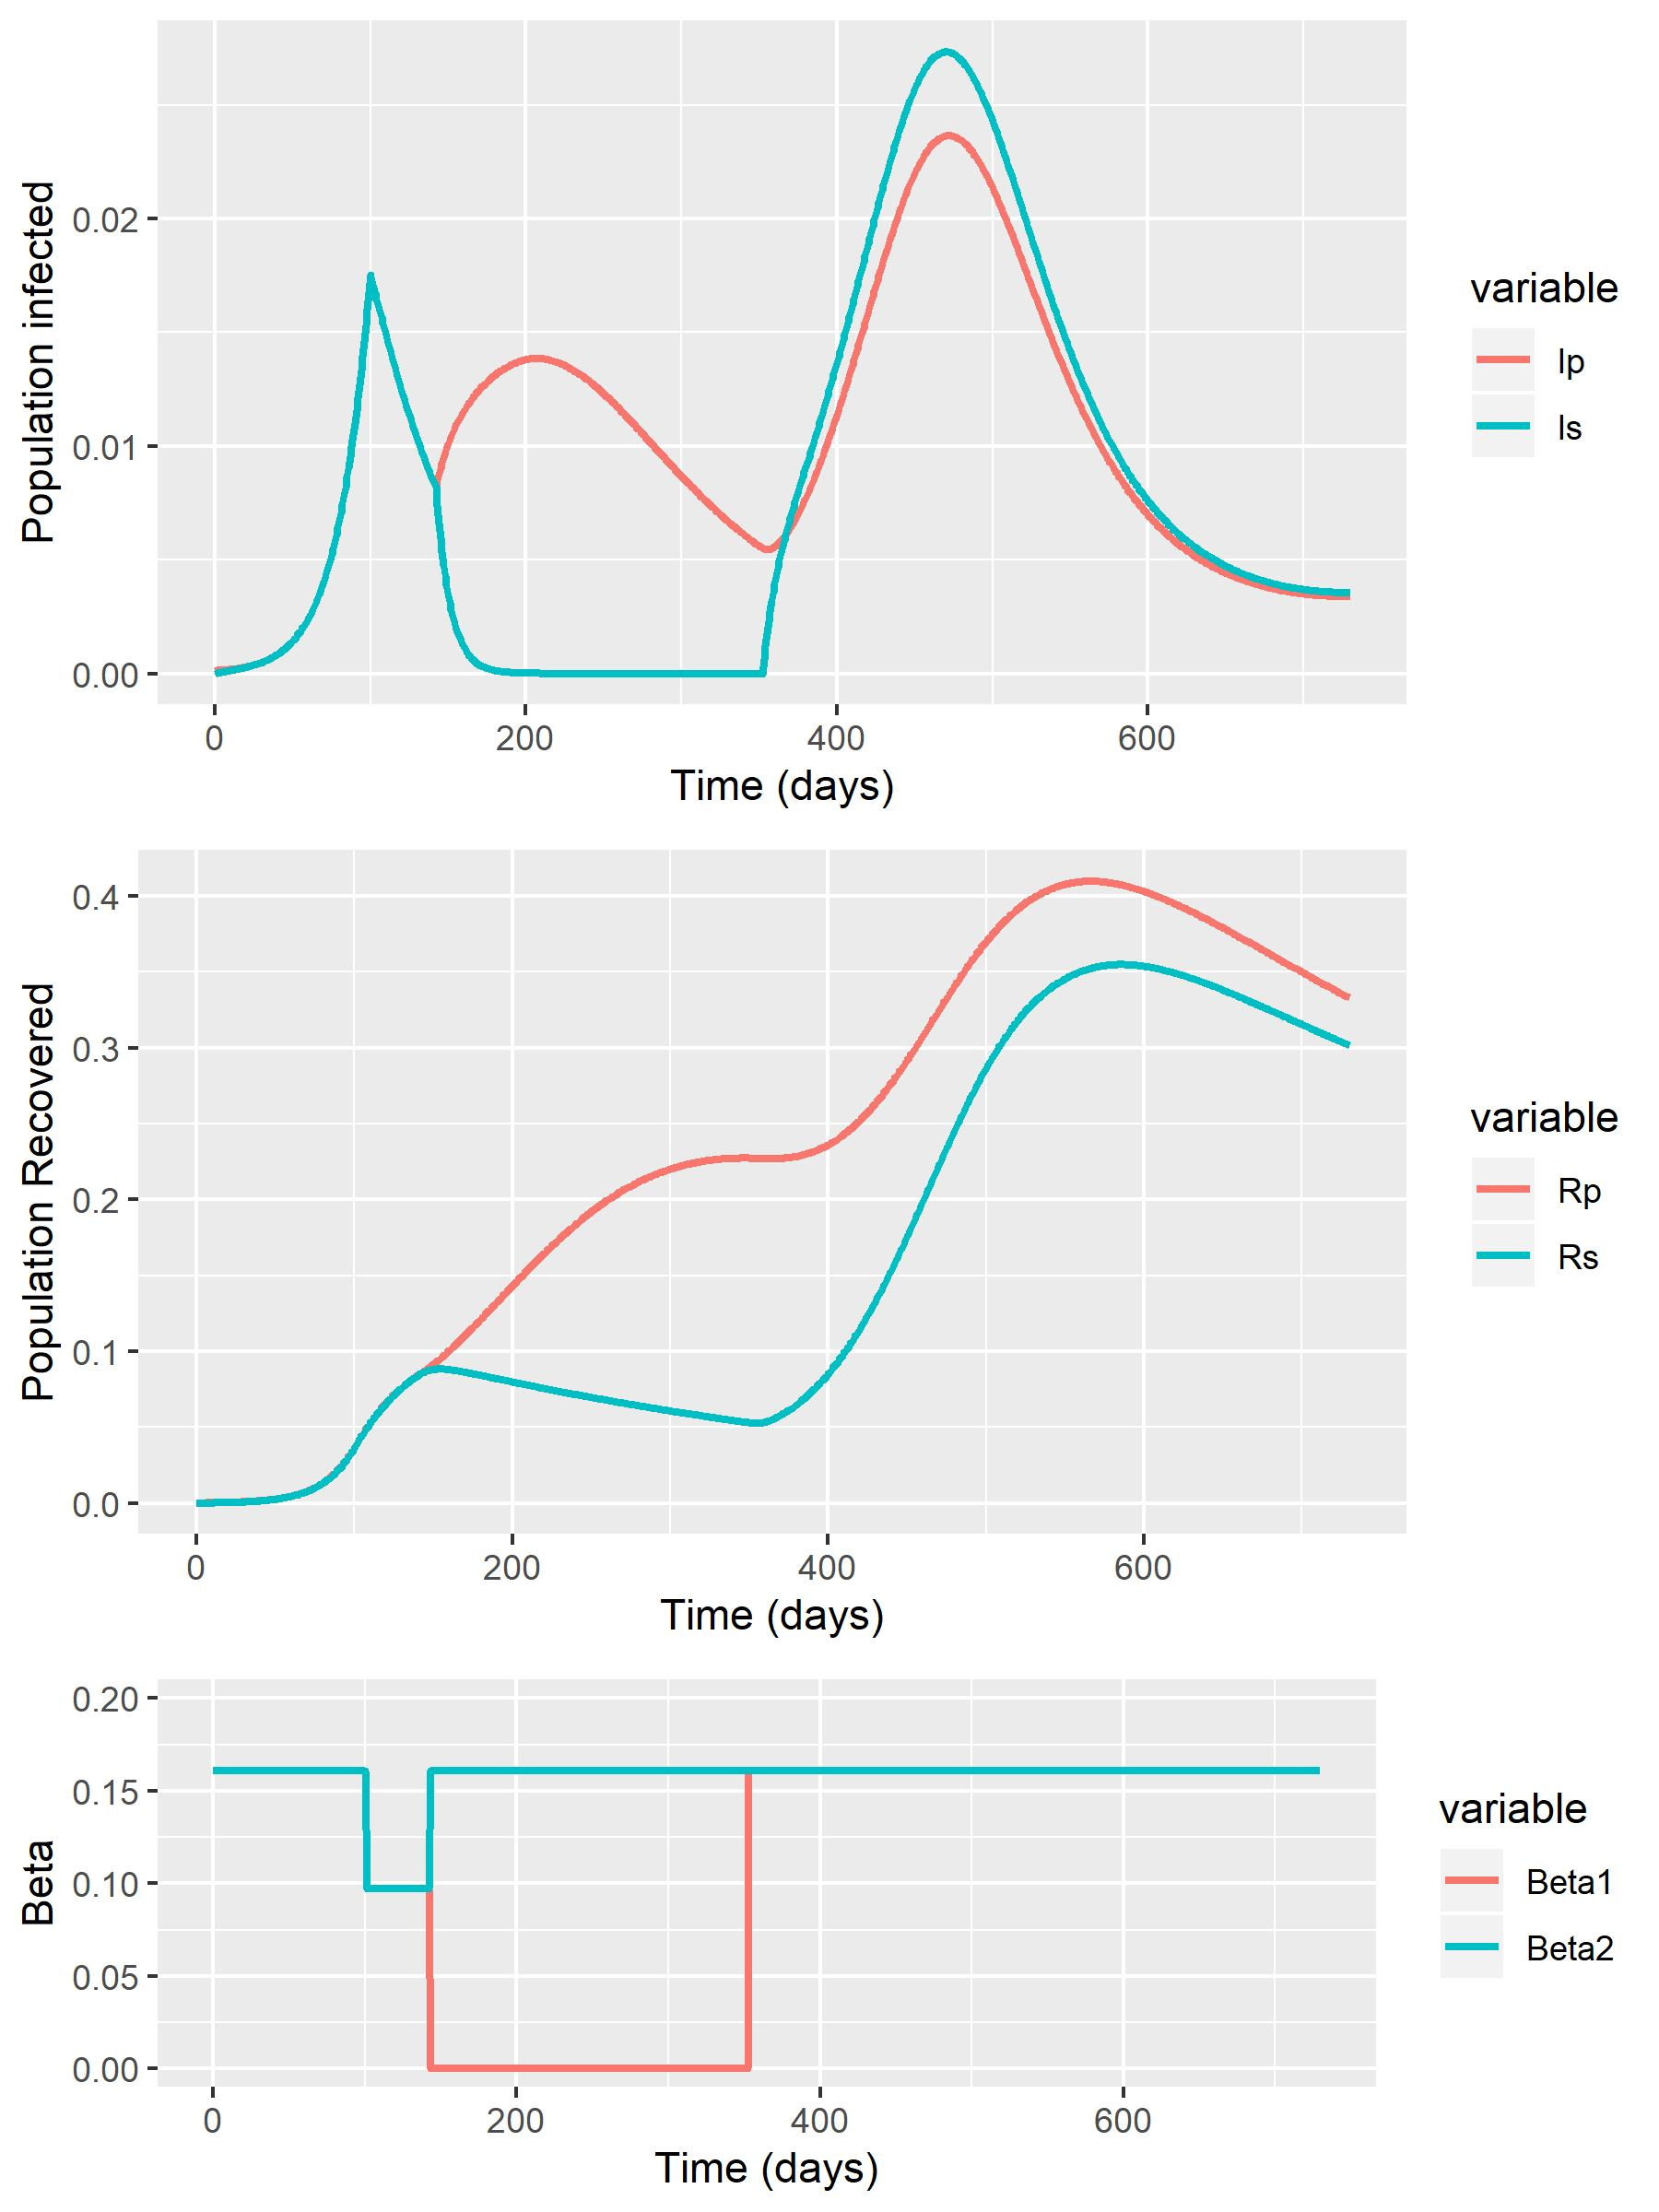 Population infected
0.02
0.01
0.00
0 200 400 600
Time (days)
variable
Ip
Is
Population Recovered
0.4
0.3
0.2
0.1
0.0
0 200 400 600
Time (days)
variable
Rp
Rs
Beta
0.20
0.15
0.10
0.05
0.00
0 200 400 600
Time (days)
variable
Beta1
Beta2